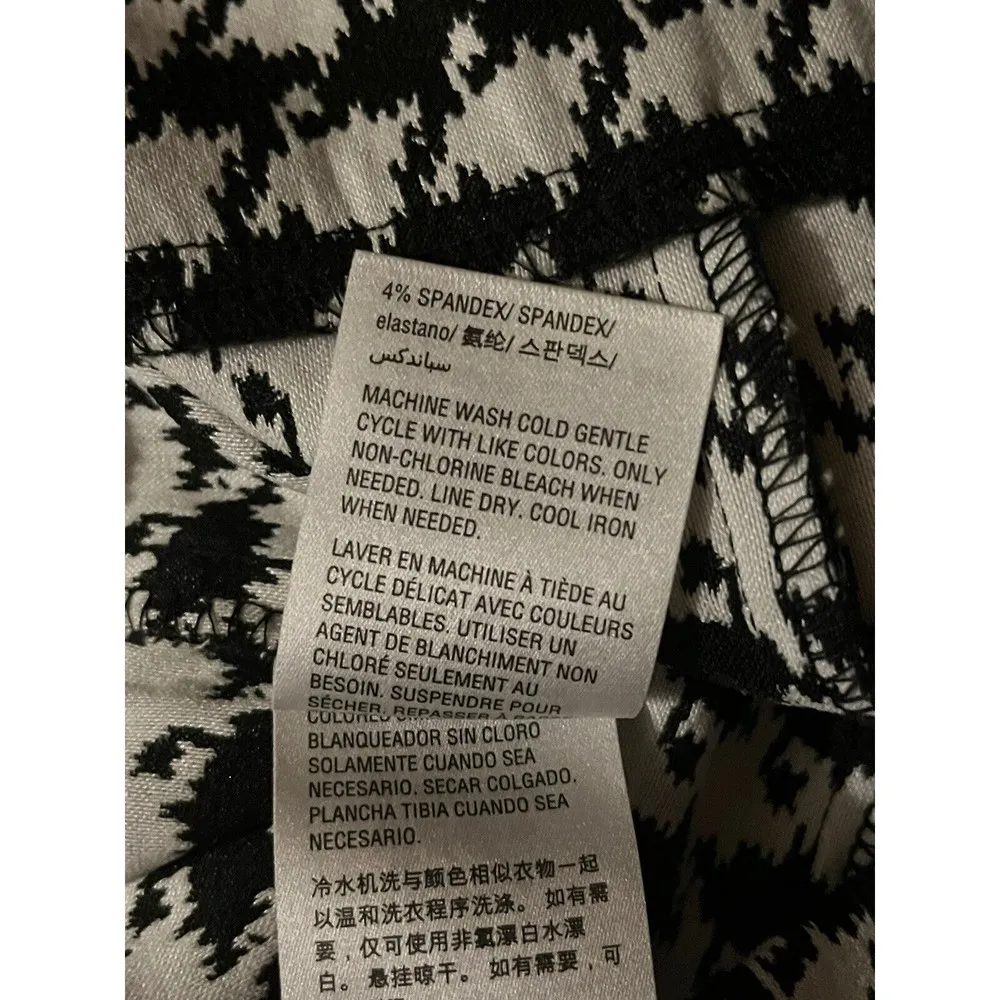 4% SPANDEX/ SPANDEX/
elastano/ 氨纶/ 스판덱스/
سباندكس
MACHINE WASH COLD GENTLE
CYCLE WITH LIKE COLORS. ONLY
NON-CHLORINE BLEACH WHEN
NEEDED. LINE DRY. COOL IRON
WHEN NEEDED.
LAVER EN MACHINE À TIÈDE AU
CYCLE DÉLICAT AVEC COULEURS
SEMBLABLES. UTILISER UN
AGENT DE BLANCHIMENT NON
CHLORÉ SEULEMENT AU
BESOIN. SUSPENDRE POUR
SÉCHER. REPASSER À
COLORES
BLANQUEADOR SIN CLORO
SOLAMENTE CUANDO SEA
NECESARIO. SECAR COLGADO.
PLANCHA TIBIA CUANDO SEA
NECESARIO.
冷水机洗与颜色相似衣物一起
以温和洗衣程序洗涤。 如有需
要，仅可使用非氯漂白水漂
白。 悬挂晾干。 如有需要，可